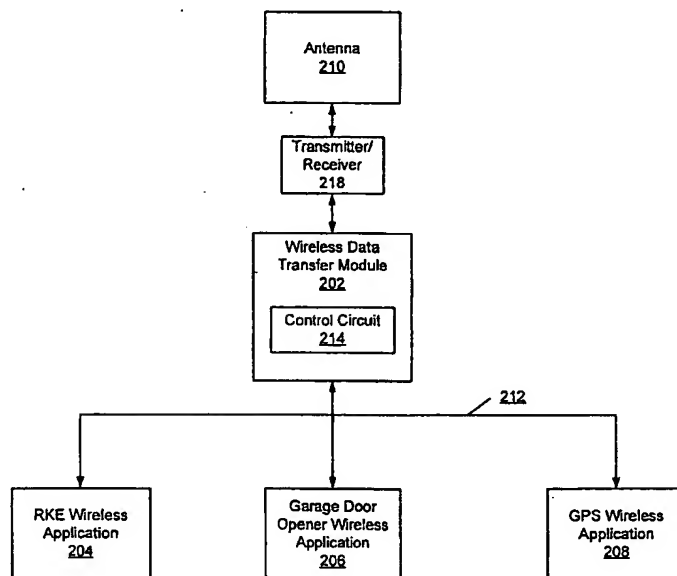 Antenna
210
Transmitter/
Receiver
218
Wireless Data
Transfer Module
202
Control Circuit
214
212
RKE Wireless
Application
204
Garage Door
Opener Wireless
Application
206
GPS Wireless
Application
208